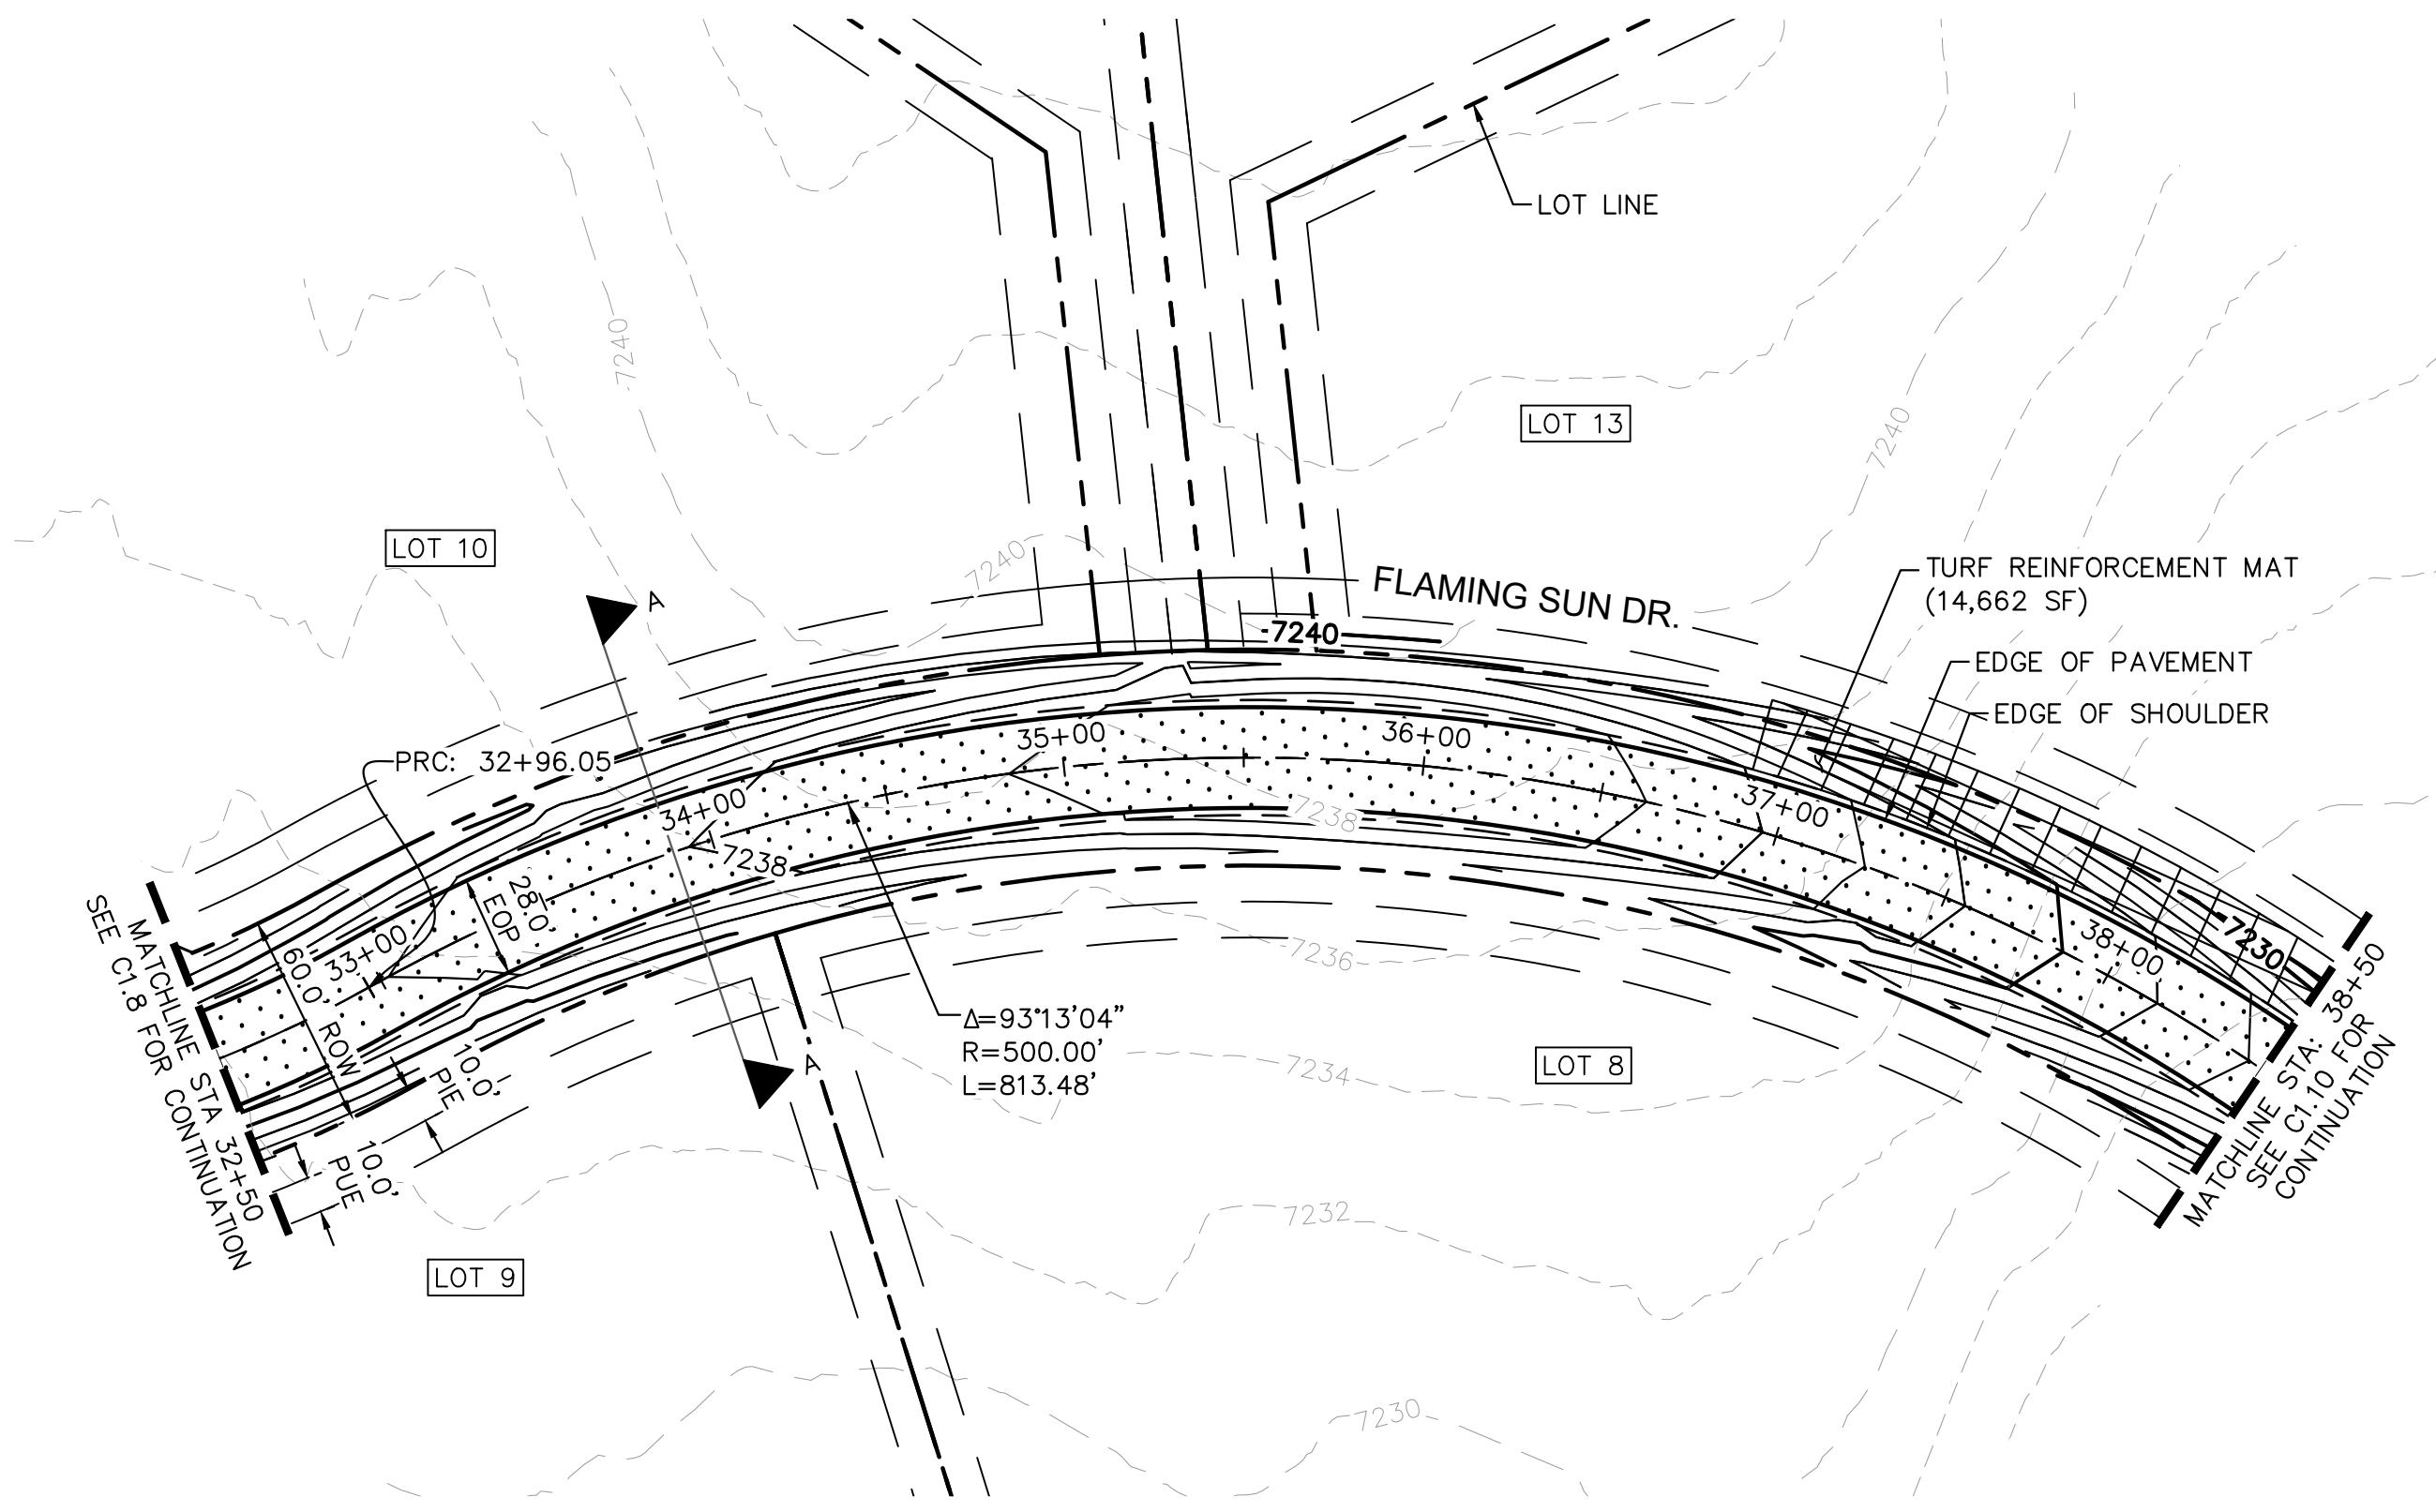 LOT LINE
7240
LOT 13
7240
LOT 10
7240
FLAMING SUN DR.
7240
TURF REINFORCEMENT MAT
(14,662 SF)
EDGE OF PAVEMENT
EDGE OF SHOULDER
A
PRC: 32+96.05
33+00
34+00
35+00
36+00
37+00
38+00
7238
7238
28.0'
EOP
60.0' ROW
10.0'
PIE
10.0'
PUE
MATCHLINE STA 32+50
SEE C1.8 FOR CONTINUATION
A
Δ=93°13'04"
R=500.00'
L=813.48'
7236
7234
7232
7230
7230
LOT 8
LOT 9
MATCHLINE STA: 38+50
SEE C1.10 FOR
CONTINUATION